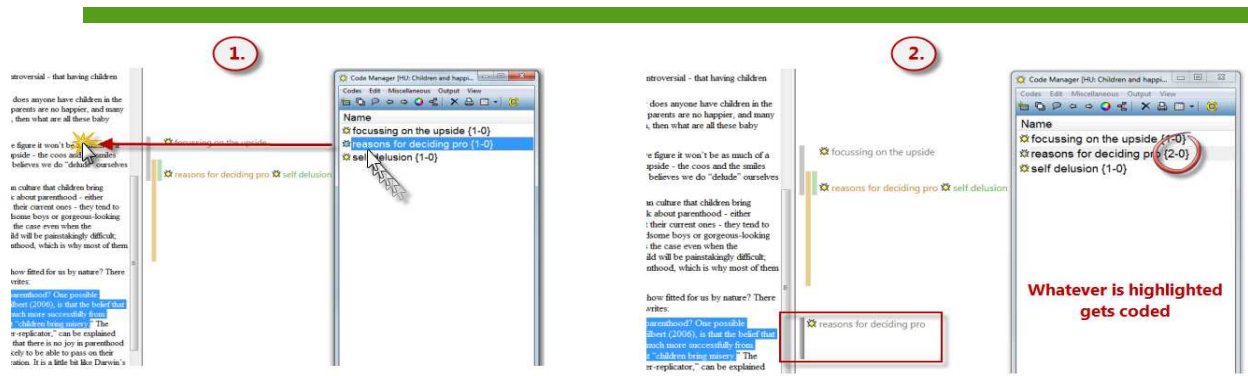 1.
ntroversial - that having children
does anyone have children in the
parents are no happier, and many
, then what are all these baby
e figure it won't be
upside - the coos and the smiles
believes we do "delude" ourselves
an culture that children bring
k about parenthood - either
their current ones - they tend to
dsome boys or gorgeous-looking
the case even when the
ild will be painstakingly difficult;
nthood, which is why most of them
how fitted for us by nature? There
writes:
parenthood? One possible
ilbert (2006), is that the belief that
much more successfully from
t "children bring misery." The
er-replicator," can be explained
that there is no joy in parenthood
kely to be able to pass on their
ration. It is a little bit like Darwin's
focussing on the upside
reasons for deciding pro self delusion
Code Manager [HU: Children and happi...
Codes Edit Miscellaneous Output View
Name
focussing on the upside {1-0}
reasons for deciding pro {1-0}
self delusion {1-0}
2.
ntroversial - that having children
does anyone have children in the
parents are no happier, and many
, then what are all these baby
e figure it won't be as much of a
upside - the coos and the smiles
believes we do "delude" ourselves
an culture that children bring
k about parenthood - either
their current ones - they tend to
dsome boys or gorgeous-looking
the case even when the
ild will be painstakingly difficult;
nthood, which is why most of them
how fitted for us by nature? There
writes:
parenthood? One possible
ilbert (2006), is that the belief that
much more successfully from
t "children bring misery." The
er-replicator," can be explained
focussing on the upside
reasons for deciding pro self delusion
reasons for deciding pro
Code Manager [HU: Children and happi...
Codes Edit Miscellaneous Output View
Name
focussing on the upside {1-0}
reasons for deciding pro {2-0}
self delusion {1-0}
Whatever is highlighted
gets coded